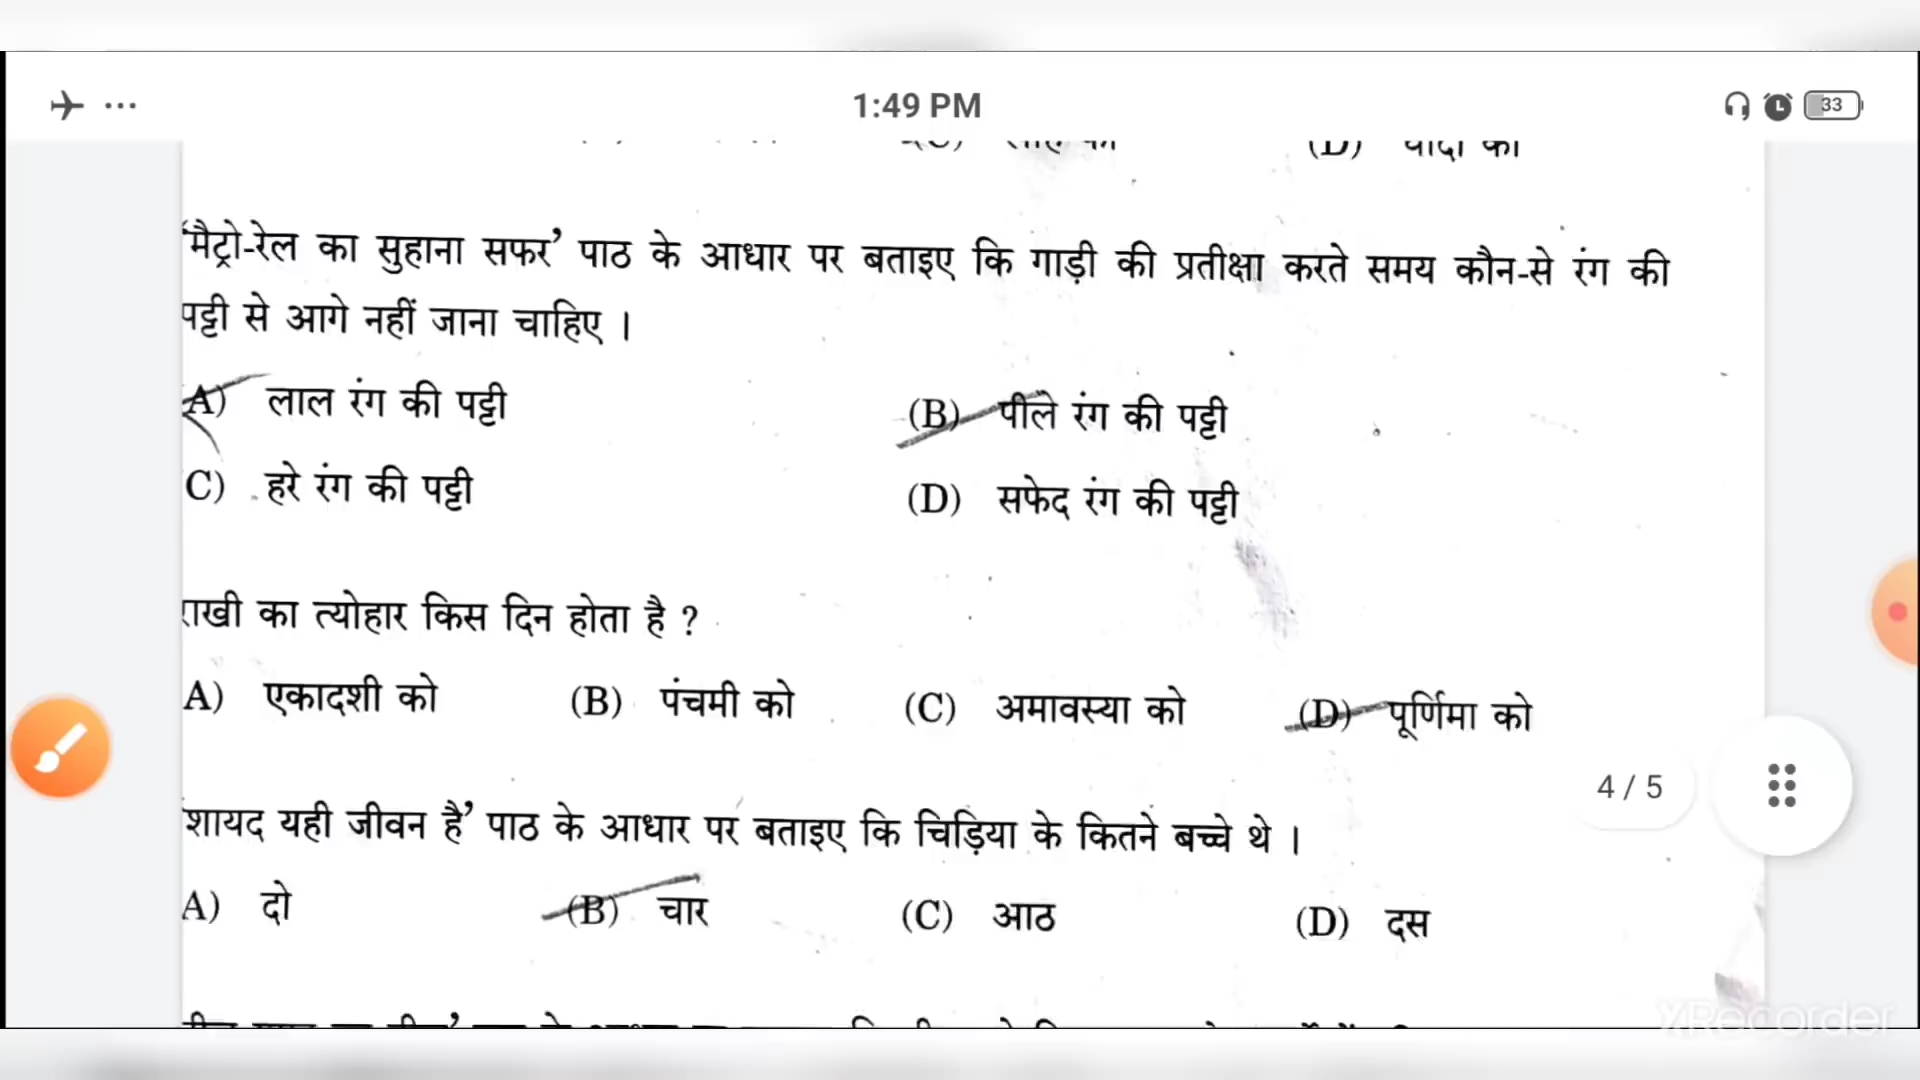 1:49 PM
33
'मैट्रो-रेल का सुहाना सफर' पाठ के आधार पर बताइए कि गाड़ी की प्रतीक्षा करते समय कौन-से रंग की
पट्टी से आगे नहीं जाना चाहिए ।
A) लाल रंग की पट्टी (B) पीले रंग की पट्टी
C) हरे रंग की पट्टी (D) सफेद रंग की पट्टी
राखी का त्योहार किस दिन होता है ?
A) एकादशी को (B) पंचमी को (C) अमावस्या को (D) पूर्णिमा को
4 / 5
शायद यही जीवन है' पाठ के आधार पर बताइए कि चिड़िया के कितने बच्चे थे ।
A) दो (B) चार (C) आठ (D) दस
XRecorder